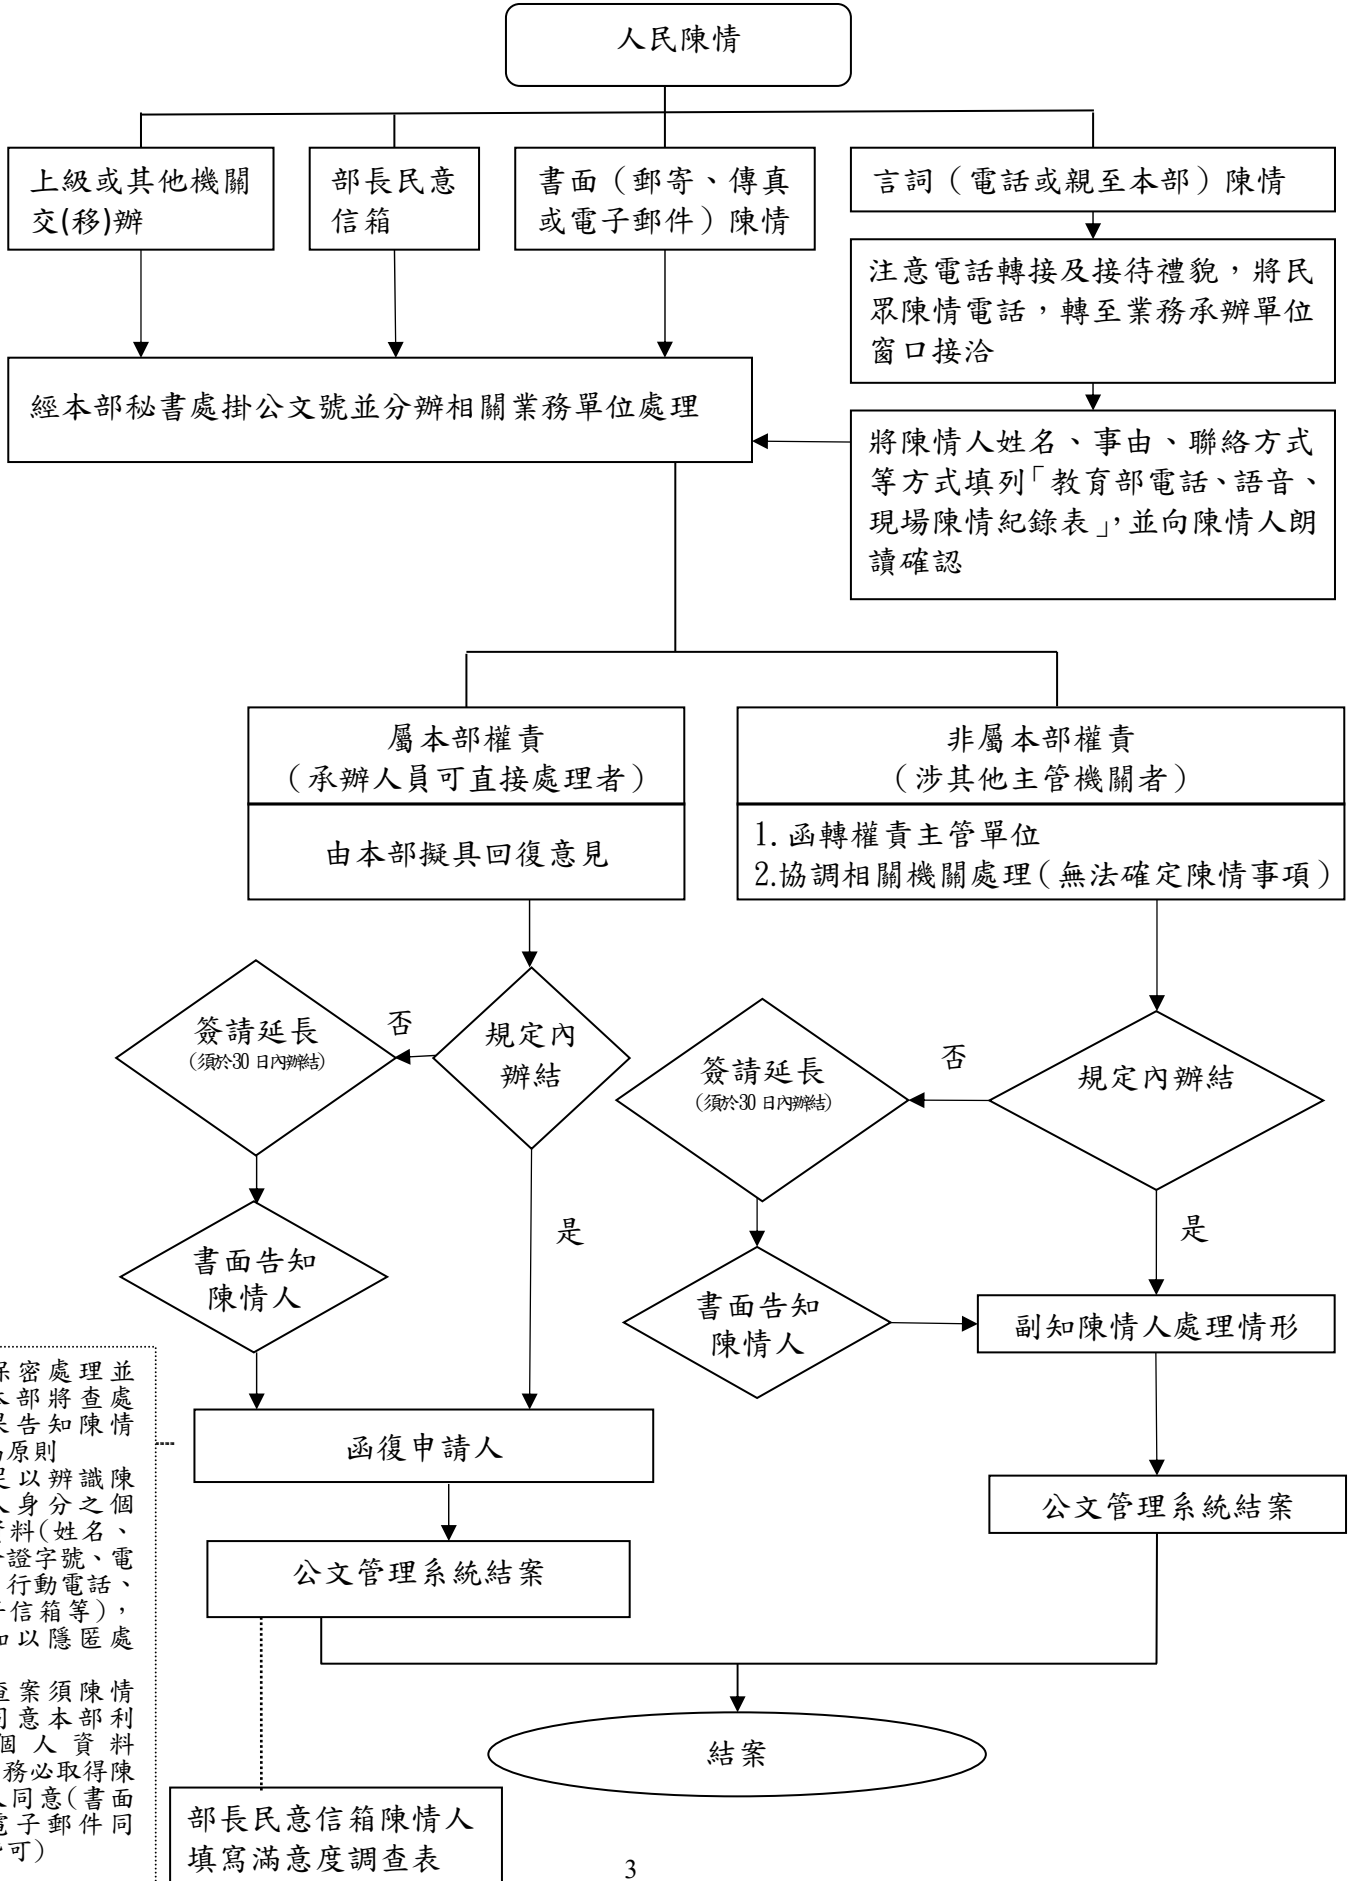 人民陳情
上級或其他機關
交(移)辦
部長民意
信箱
書面（郵寄、傳真
或電子郵件）陳情
言詞（電話或親至本部）陳情
注意電話轉接及接待禮貌，將民
眾陳情電話，轉至業務承辦單位
窗口接洽
經本部秘書處掛公文號並分辦相關業務單位處理
將陳情人姓名、事由、聯絡方式
等方式填列「教育部電話、語音、
現場陳情紀錄表」，並向陳情人朗
讀確認
屬本部權責
（承辦人員可直接處理者）
由本部擬具回復意見
非屬本部權責
（涉其他主管機關者）
1. 函轉權責主管單位
2.協調相關機關處理（無法確定陳情事項）
簽請延長
(須於30 日內辦結)
否
規定內
辦結
簽請延長
(須於30 日內辦結)
否
規定內辦結
書面告知
陳情人
是
書面告知
陳情人
是
副知陳情人處理情形
保密處理並
本部將查處
果告知陳情
為原則
足以辨識陳
人身分之個
資料(姓名、
證字號、電
行動電話、
信箱等)，
加以隱匿處
查案須陳情
同意本部利
個人資料
務必取得陳
人同意(書面
電子郵件同
可)
函復申請人
公文管理系統結案
公文管理系統結案
結案
部長民意信箱陳情人
填寫滿意度調查表
3